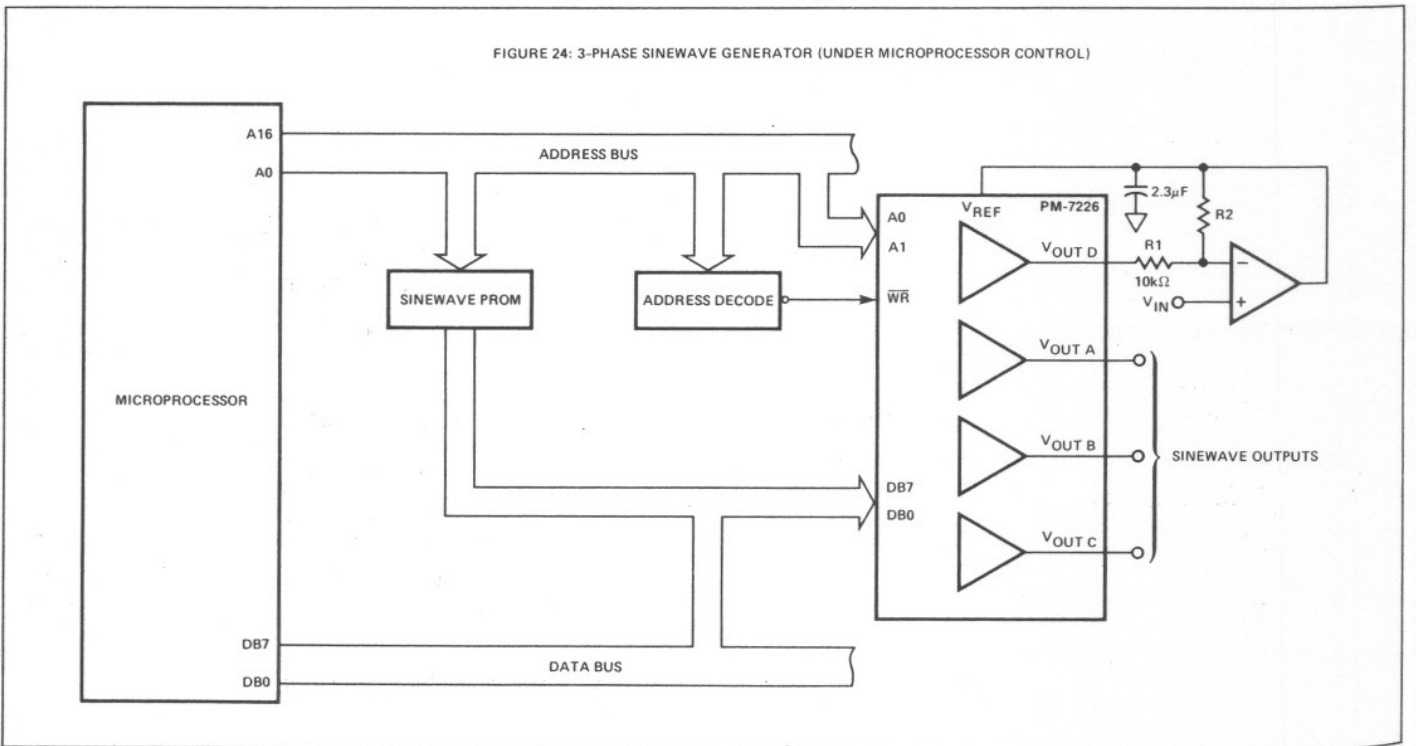 FIGURE 24: 3-PHASE SINEWAVE GENERATOR (UNDER MICROPROCESSOR CONTROL)
A16
ADDRESS BUS
A0
2.3μF
VREF
PM-7226
A0
R2
A1
VOUT D
R1
10kΩ
−
SINEWAVE PROM
ADDRESS DECODE
WR
VIN
+
VOUT A
MICROPROCESSOR
VOUT B
SINEWAVE OUTPUTS
DB7
DB0
VOUT C
DB7
DATA BUS
DB0